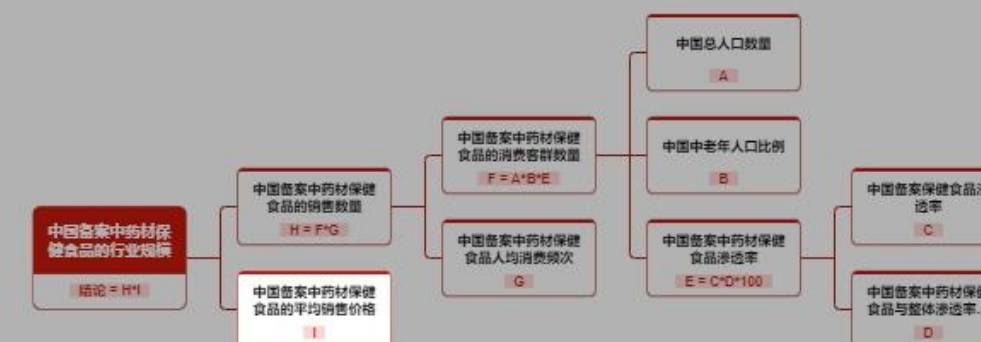 中国总人口数量
A
中国备案中药材保健
食品的消费客群数量
F = A*B*E
中国中老年人口比例
B
中国备案中药材保健
食品的销售数量
H = F*G
中国备案保健食品渗
透率
C
中国备案中药材保
健食品的行业规模
结论 = H*I
中国备案中药材保健
食品人均消费频次
G
中国备案中药材保健
食品渗透率
E = C*D*100
中国备案中药材保健
食品的平均销售价格
I
中国备案中药材保健
食品与整体渗透率...
D